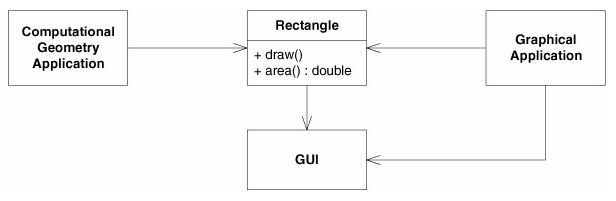 Computational
Geometry
Application
Rectangle
+ draw()
+ area() : double
Graphical
Application
GUI